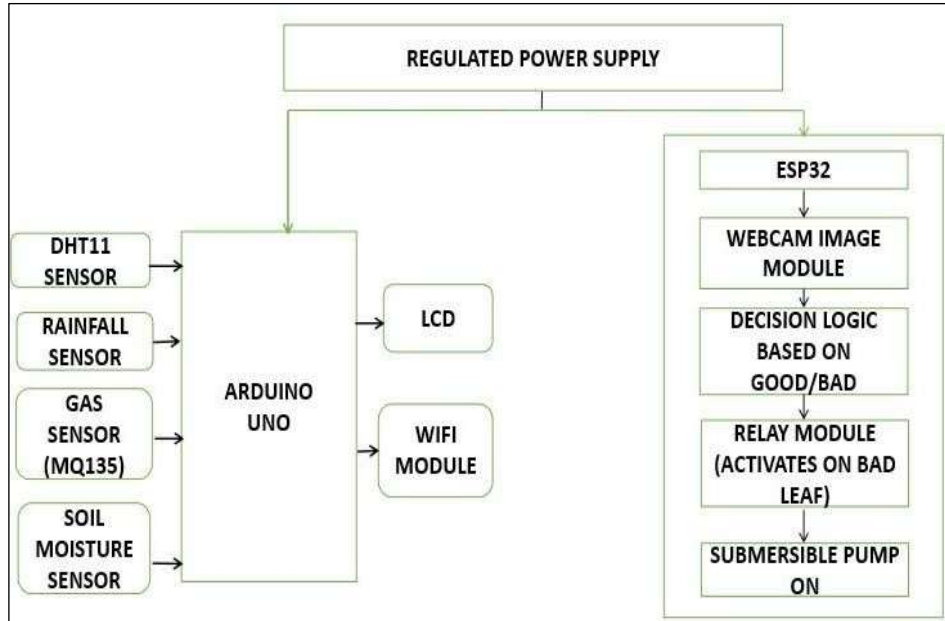 REGULATED POWER SUPPLY
DHT11
SENSOR
RAINFALL
SENSOR
GAS
SENSOR
(MQ135)
SOIL
MOISTURE
SENSOR
ARDUINO
UNO
LCD
WIFI
MODULE
ESP32
WEBCAM IMAGE
MODULE
DECISION LOGIC
BASED ON
GOOD/BAD
RELAY MODULE
(ACTIVATES ON BAD
LEAF)
SUBMERSIBLE PUMP
ON